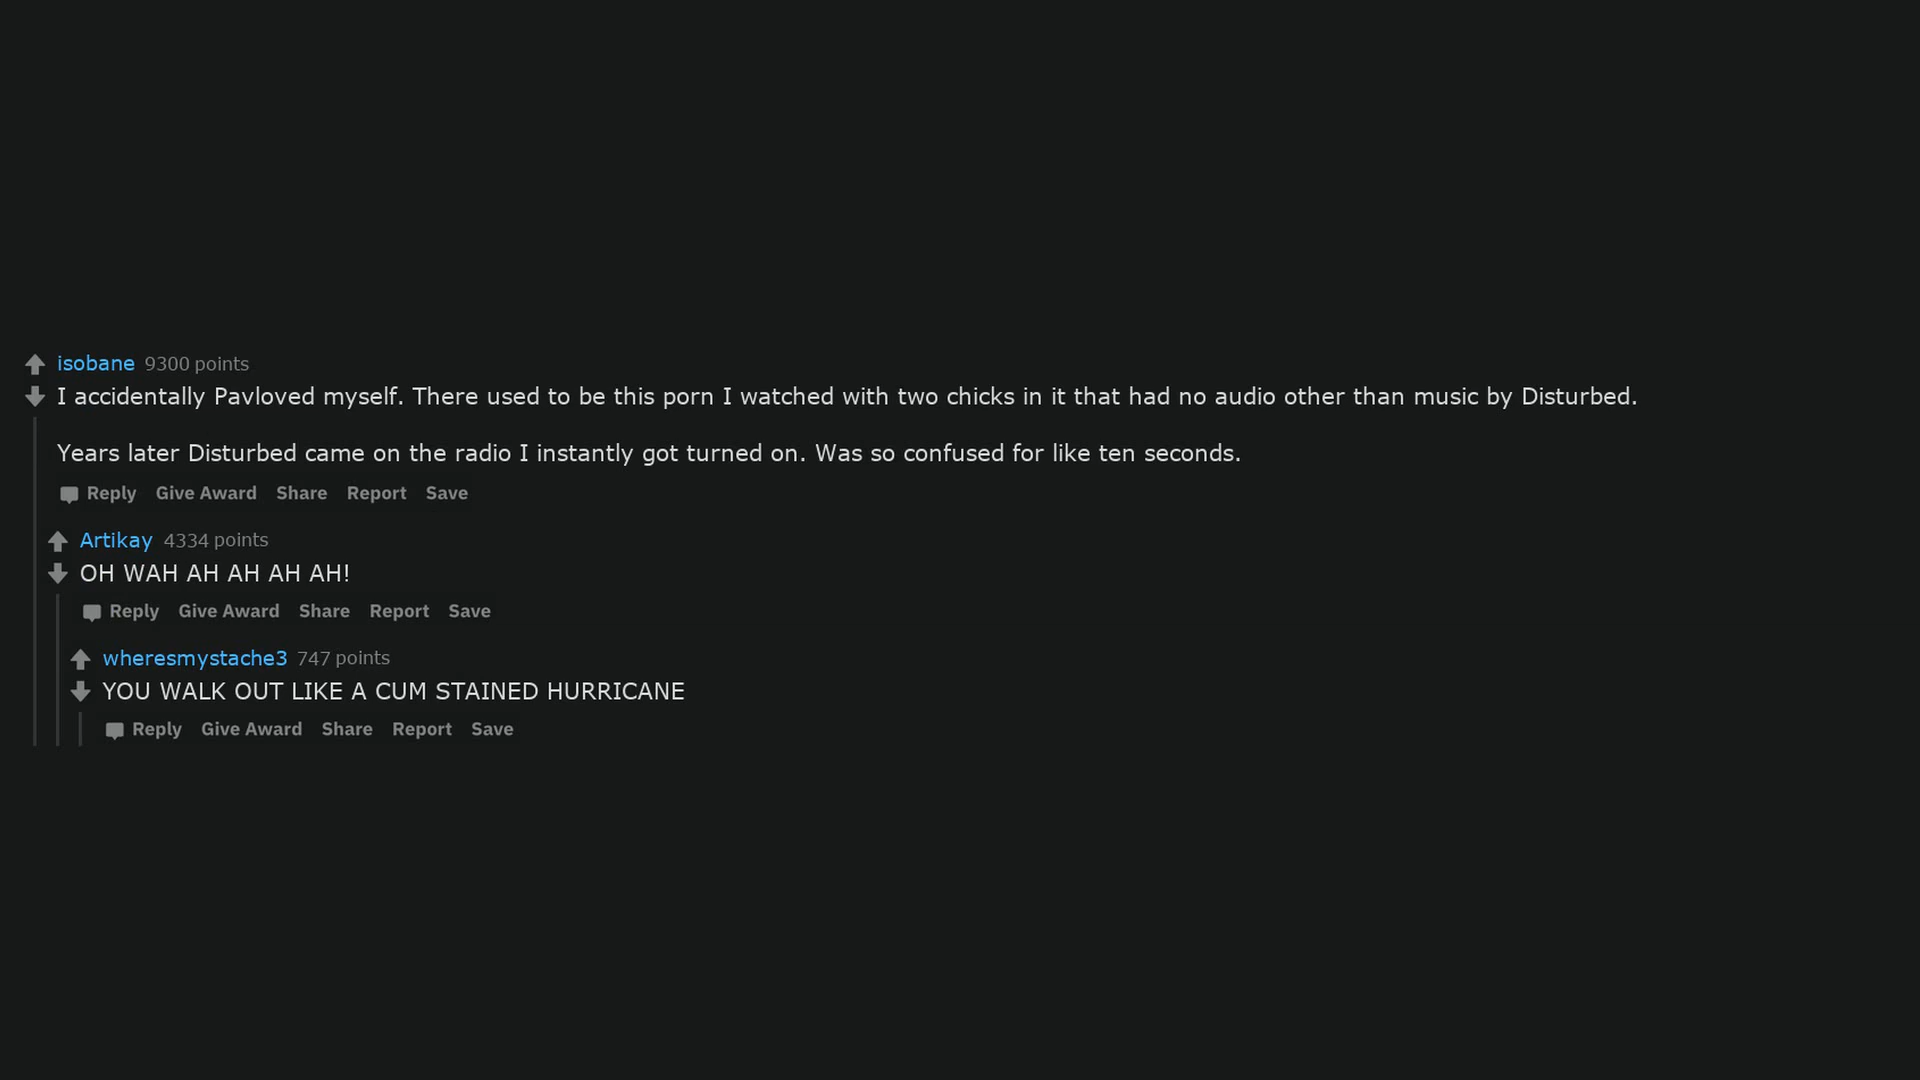 isobane 9300 points
I accidentally Pavloved myself. There used to be this porn I watched with two chicks in it that had no audio other than music by Disturbed.
Years later Disturbed came on the radio I instantly got turned on. Was so confused for like ten seconds.
Reply Give Award Share Report Save
Artikay 4334 points
OH WAH AH AH AH AH!
Reply Give Award Share Report Save
wheresmystache3 747 points
YOU WALK OUT LIKE A CUM STAINED HURRICANE
Reply Give Award Share Report Save